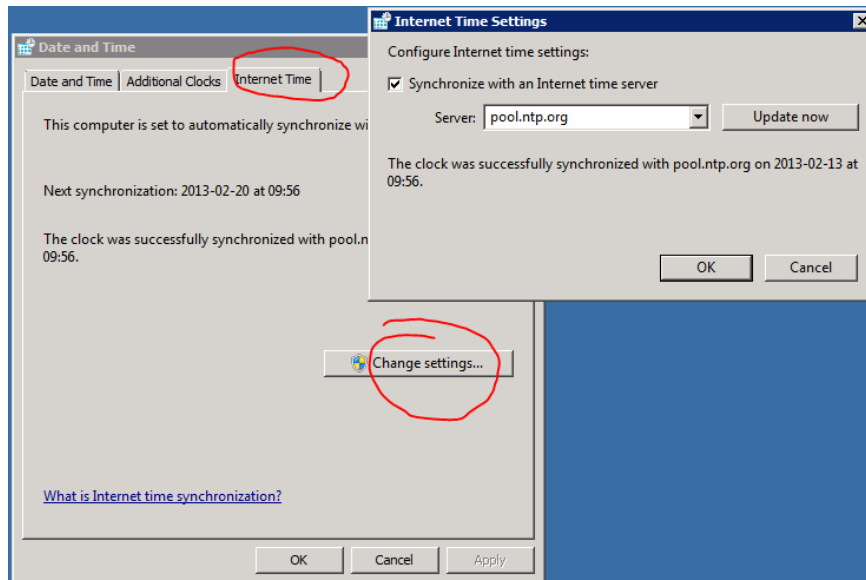 Date and Time
Date and Time
Additional Clocks
Internet Time
This computer is set to automatically synchronize wi
Next synchronization: 2013-02-20 at 09:56
The clock was successfully synchronized with pool.n
09:56.
Change settings...
What is Internet time synchronization?
OK
Cancel
Apply
Internet Time Settings
Configure Internet time settings:
Synchronize with an Internet time server
Server: pool.ntp.org
Update now
The clock was successfully synchronized with pool.ntp.org on 2013-02-13 at
09:56.
OK
Cancel